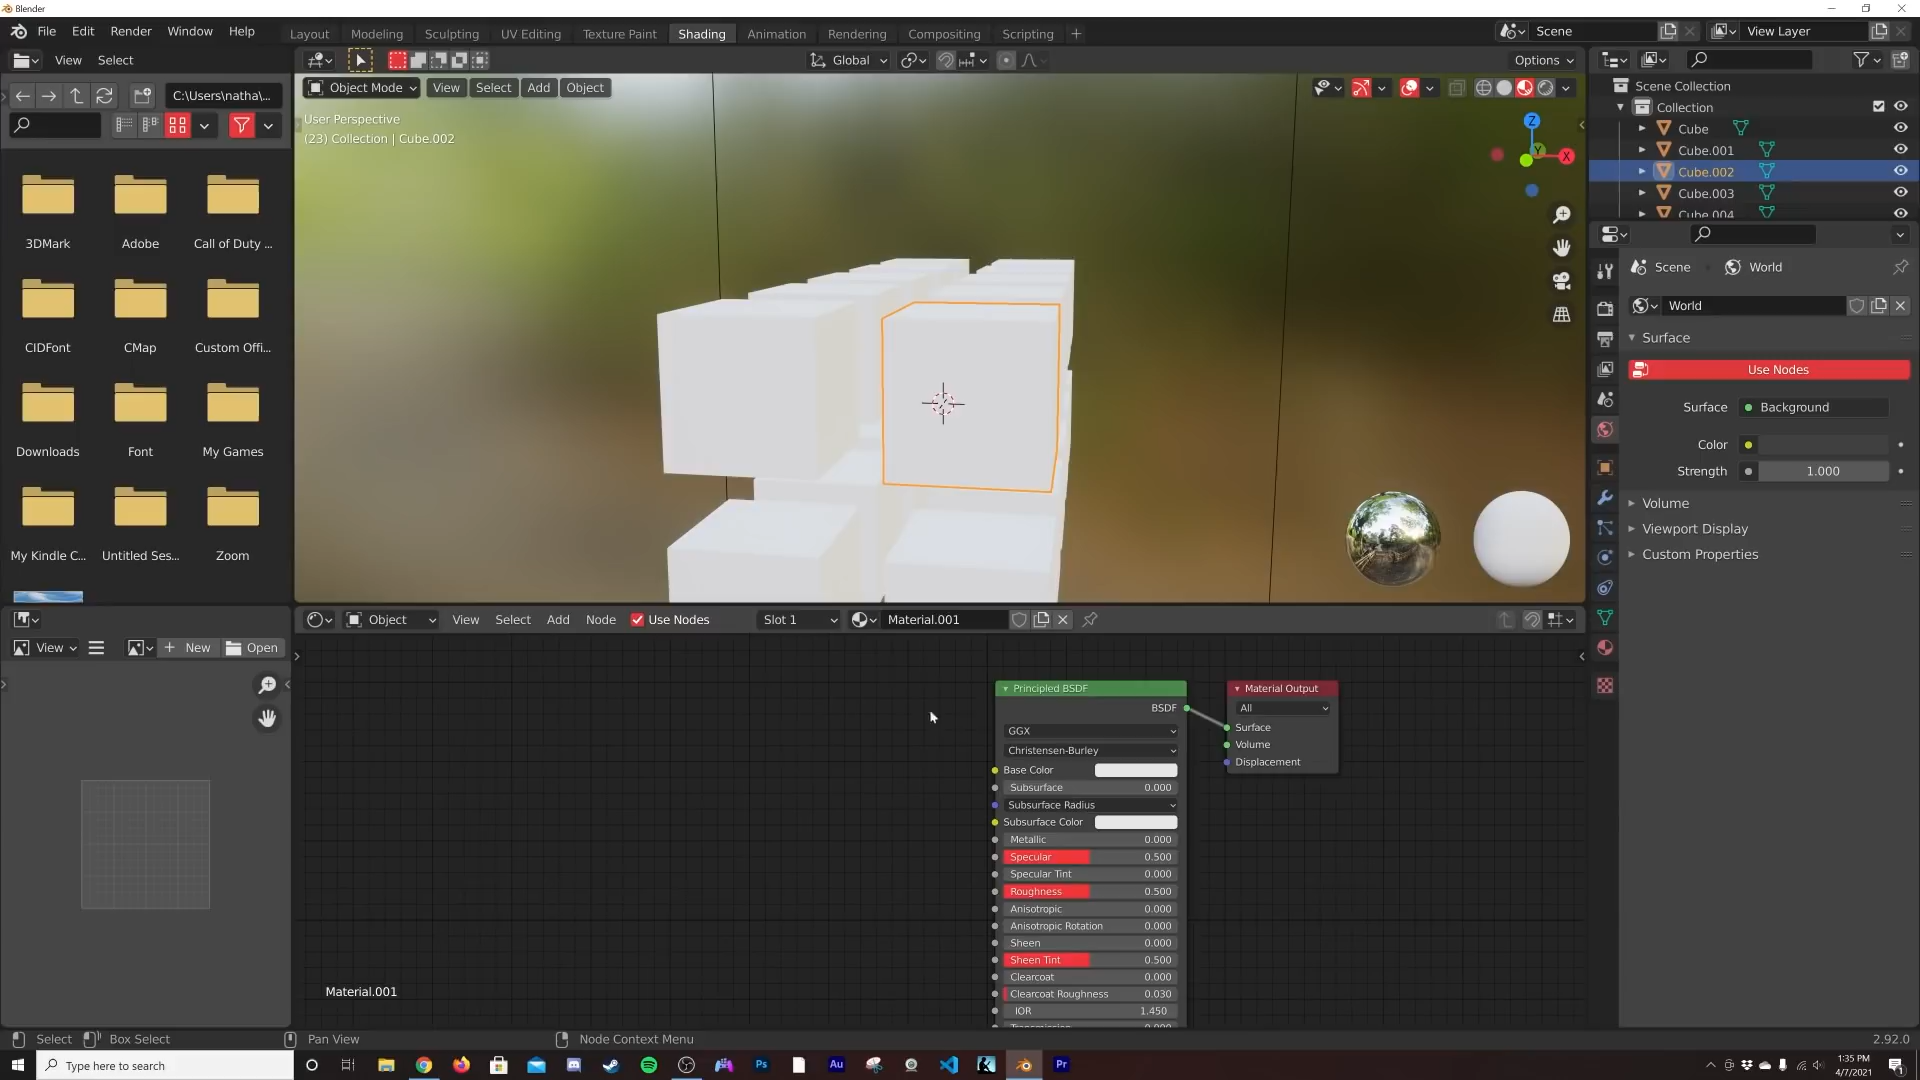 Blender
File Edit Render Window Help
Layout Modeling Sculpting UV Editing Texture Paint Shading Animation Rendering Compositing Scripting +
Scene
View Layer
View Select
Global
Options
C:\Users\natha\...
Object Mode View Select Add Object
User Perspective
(23) Collection | Cube.002
Z
Y
X
3DMark Adobe Call of Duty ...
CIDFont CMap Custom Offi...
Downloads Font My Games
My Kindle C... Untitled Ses... Zoom
Scene Collection
Collection
Cube
Cube.001
Cube.002
Cube.003
Cube.004
Scene World
World
Surface
Use Nodes
Surface Background
Color
Strength 1.000
Volume
Viewport Display
Custom Properties
Object View Select Add Node Use Nodes Slot 1 Material.001
View + New Open
Principled BSDF
BSDF
GGX
Christensen-Burley
Base Color
Subsurface 0.000
Subsurface Radius
Subsurface Color
Metallic 0.000
Specular 0.500
Specular Tint 0.000
Roughness 0.500
Anisotropic 0.000
Anisotropic Rotation 0.000
Sheen 0.000
Sheen Tint 0.500
Clearcoat 0.000
Clearcoat Roughness 0.030
IOR 1.450
Transmission 0.000
Material Output
All
Surface
Volume
Displacement
Material.001
Select Box Select Pan View Node Context Menu 2.92.0
Type here to search
Ps
Au
Pr
1:35 PM
4/7/2021